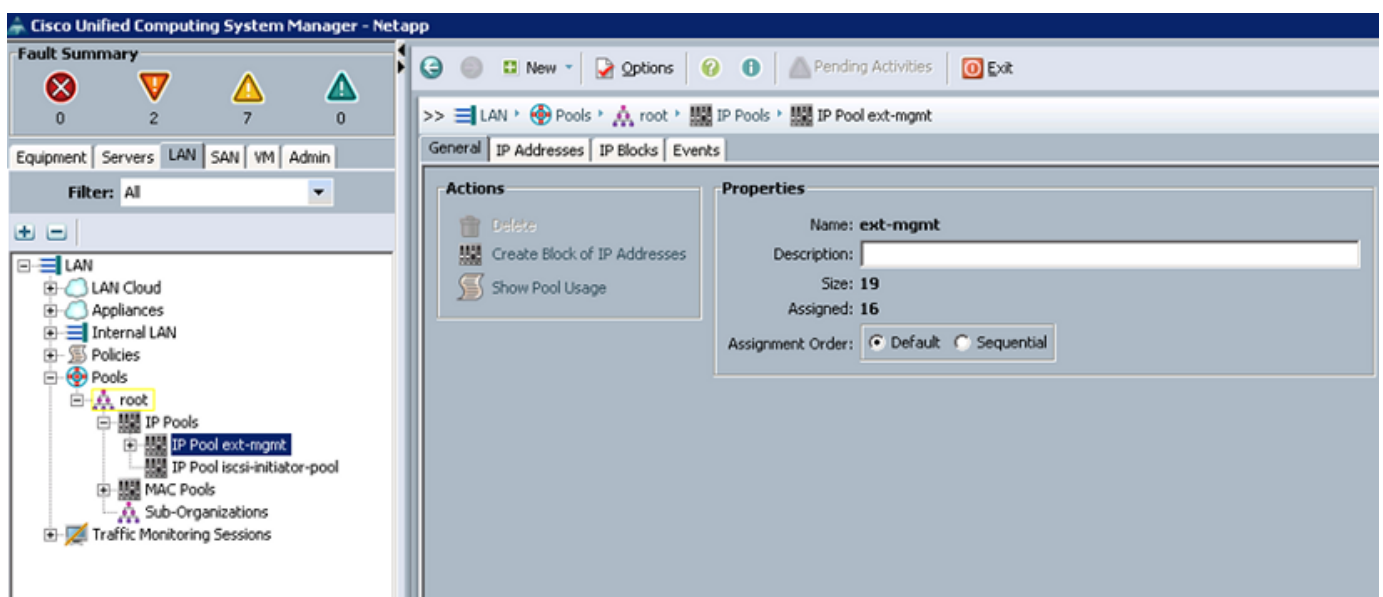 Cisco Unified Computing System Manager - Netapp
Fault Summary
0 2 7 0
Equipment Servers LAN SAN VM Admin
Filter: All
LAN
LAN Cloud
Appliances
Internal LAN
Policies
Pools
root
IP Pools
IP Pool ext-mgmt
IP Pool iscsi-initiator-pool
MAC Pools
Sub-Organizations
Traffic Monitoring Sessions
New Options ? i Pending Activities Exit
>> LAN Pools root IP Pools IP Pool ext-mgmt
General IP Addresses IP Blocks Events
Actions
Delete
Create Block of IP Addresses
Show Pool Usage
Properties
Name: ext-mgmt
Description:
Size: 19
Assigned: 16
Assignment Order: Default Sequential